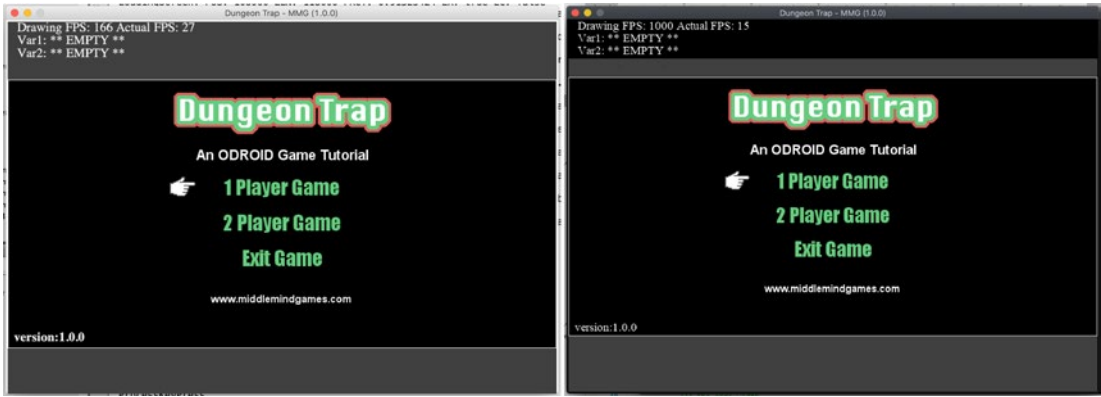 Dungeon Trap - MMG (1.0.0)
Drawing FPS: 166 Actual FPS: 27
Var1: ** EMPTY **
Var2: ** EMPTY **
Dungeon Trap
An ODROID Game Tutorial
1 Player Game
2 Player Game
Exit Game
www.middlemindgames.com
version:1.0.0
Dungeon Trap - MMG (1.0.0)
Drawing FPS: 1000 Actual FPS: 15
Var1: ** EMPTY **
Var2: ** EMPTY **
Dungeon Trap
An ODROID Game Tutorial
1 Player Game
2 Player Game
Exit Game
www.middlemindgames.com
version:1.0.0